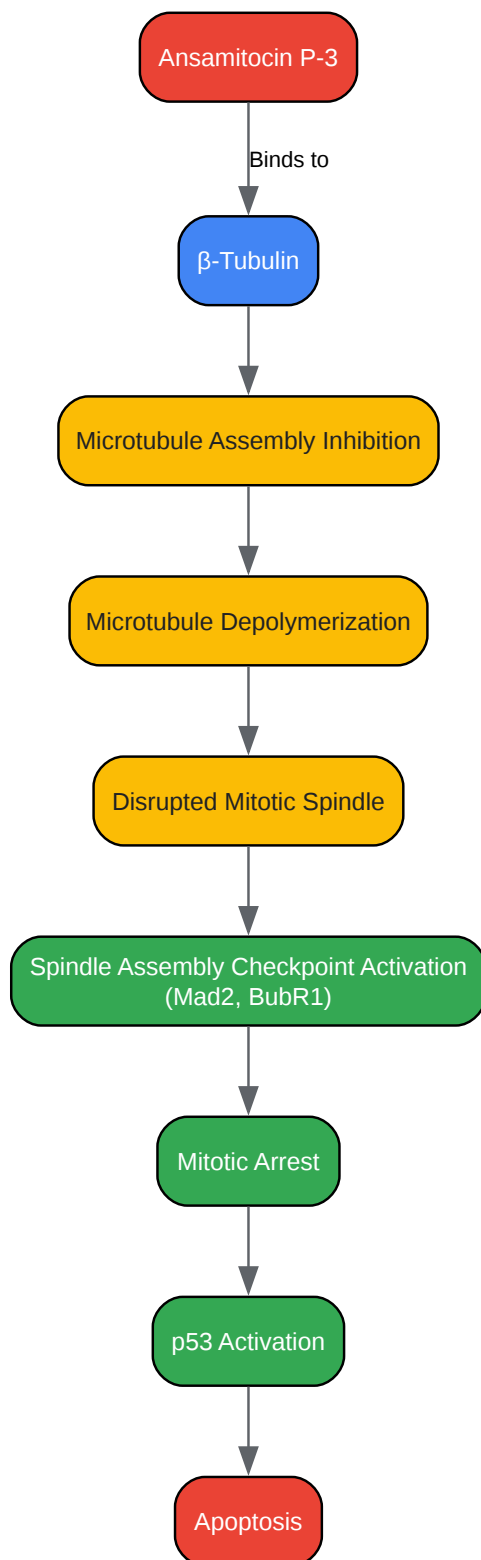 Ansamitocin P-3
Binds to
β-Tubulin
Microtubule Assembly Inhibition
Microtubule Depolymerization
Disrupted Mitotic Spindle
Spindle Assembly Checkpoint Activation
(Mad2, BubR1)
Mitotic Arrest
p53 Activation
Apoptosis